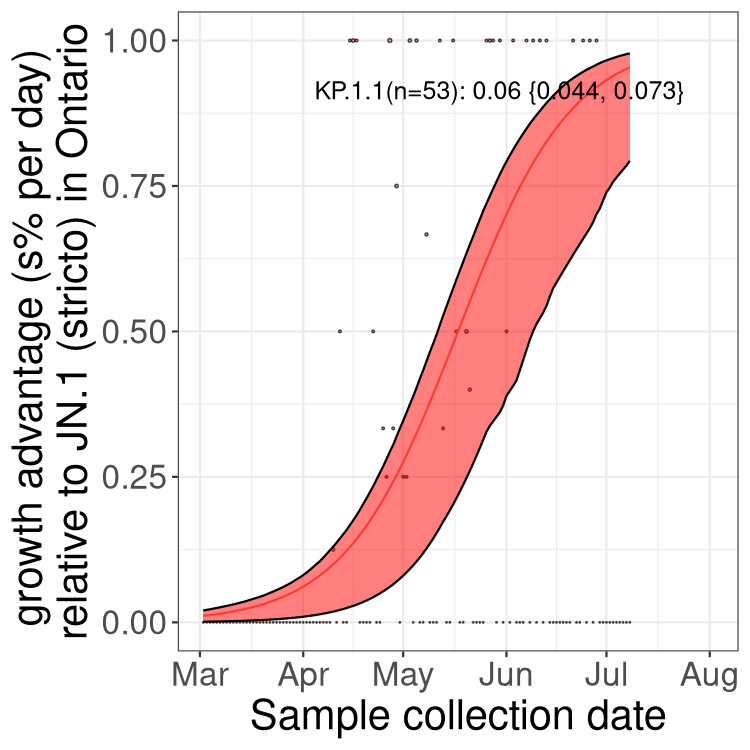 growth advantage (s% per day)
relative to JN.1 (stricto) in Ontario
1.00
0.75
0.50
0.25
0.00
KP.1.1(n=53): 0.06 {0.044, 0.073}
Mar Apr May Jun Jul Aug
Sample collection date